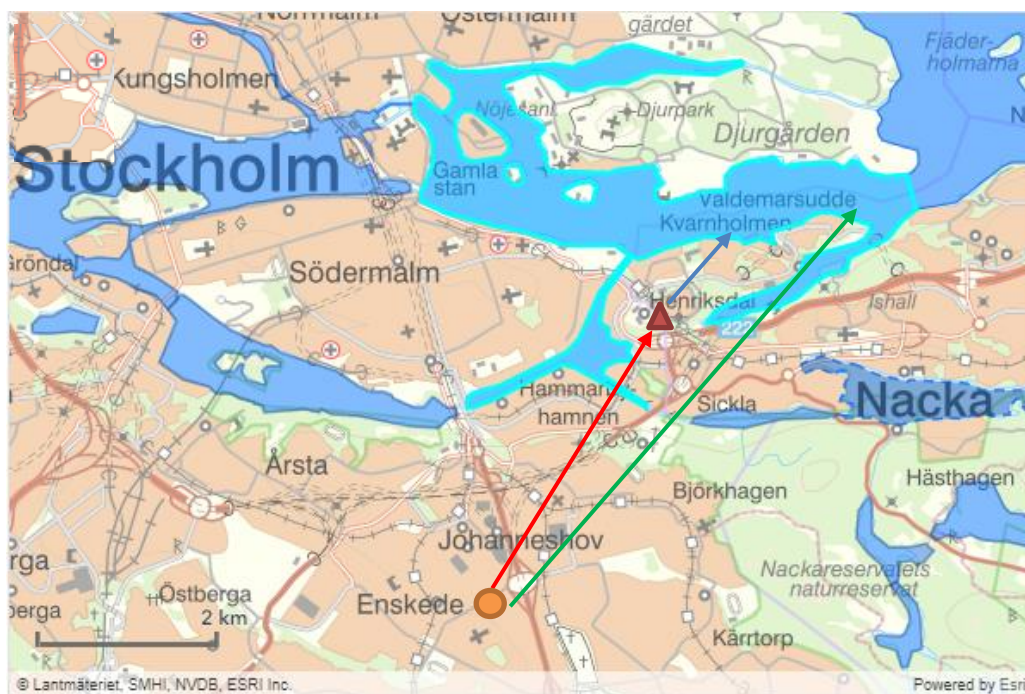 Norrmalm
Östermalm
gärdet
Fjäder-
holmarna
Kungsholmen
Nöjesant.
Djurpark
Djurgården
Stockholm
Gamla
stan
Valdemarsudde
Kvarnholmen
Gröndal
Södermalm
Henriksdal
Ishall
222
Hammarby
hamnen
Sickla
Nacka
Årsta
Hästhagen
Björkhagen
Johanneshov
rga
Nackareservatets
naturreservat
Östberga
berga
Enskede
2 km
Kärrtorp
© Lantmäteriet, SMHI, NVDB, ESRI Inc.
Powered by Esri